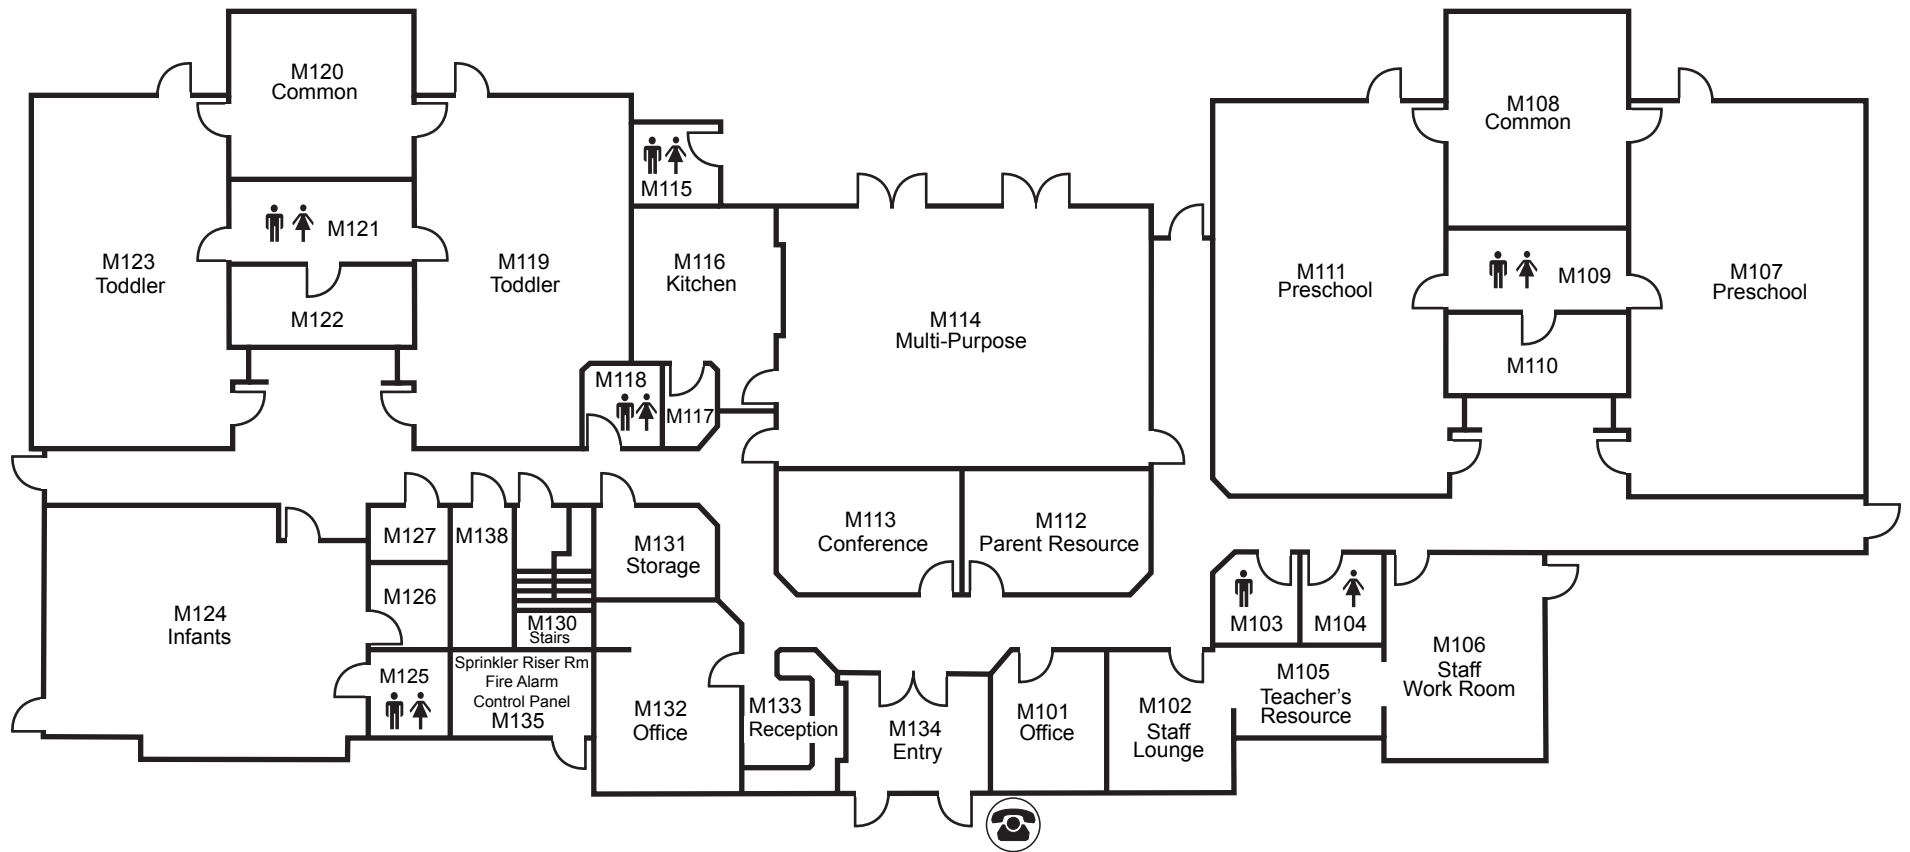 M120
Common
M108
Common
M115
M121
M123
Toddler
M119
Toddler
M116
Kitchen
M111
Preschool
M109
M107
Preschool
M122
M114
Multi-Purpose
M110
M118
M117
M113
Conference
M112
Parent Resource
M127
M138
M131
Storage
M126
M124
Infants
M130
Stairs
M103
M104
M106
Staff
Work Room
M125
Sprinkler Riser Rm
Fire Alarm
Control Panel
M135
M105
Teacher's
Resource
M132
Office
M133
Reception
M134
Entry
M101
Office
M102
Staff
Lounge